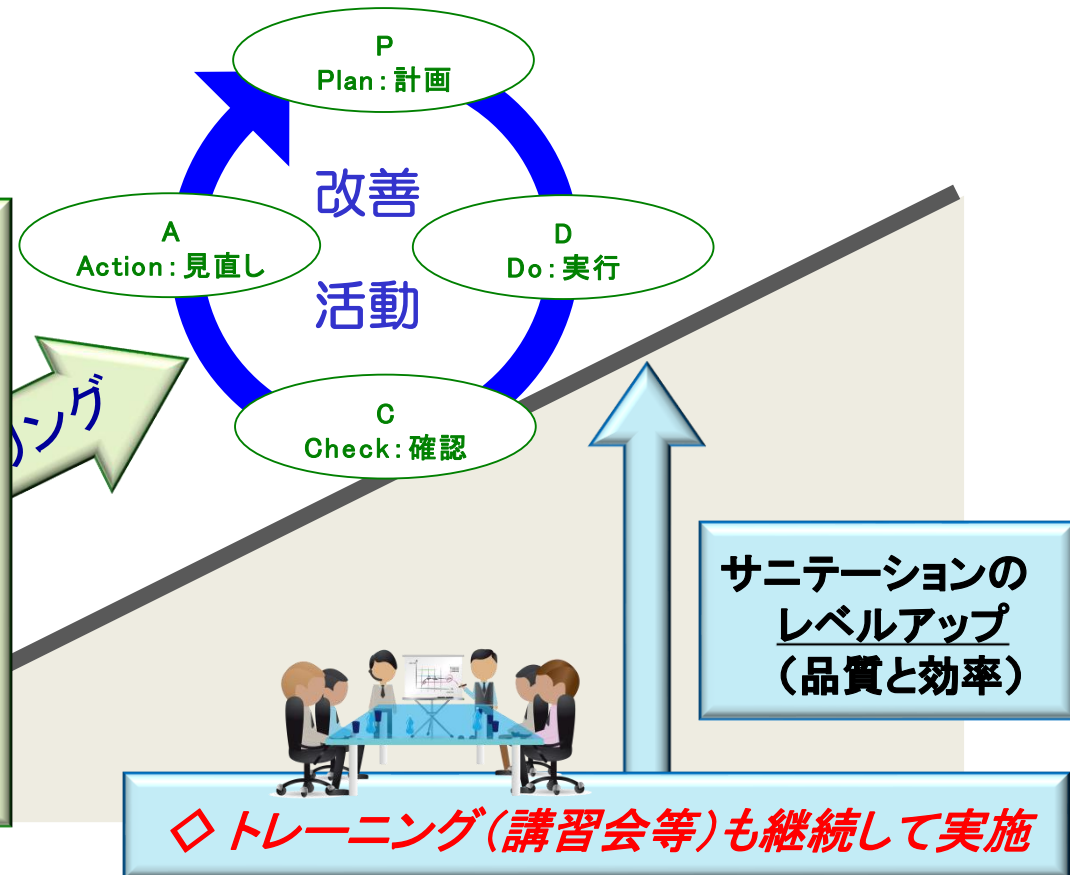 P
Plan:計画
改善
A
Action:見直し
D
Do:実行
活動
C
Check:確認
リング
サニテーションの
レベルアップ
(品質と効率)
◇トレーニング(講習会等)も継続して実施